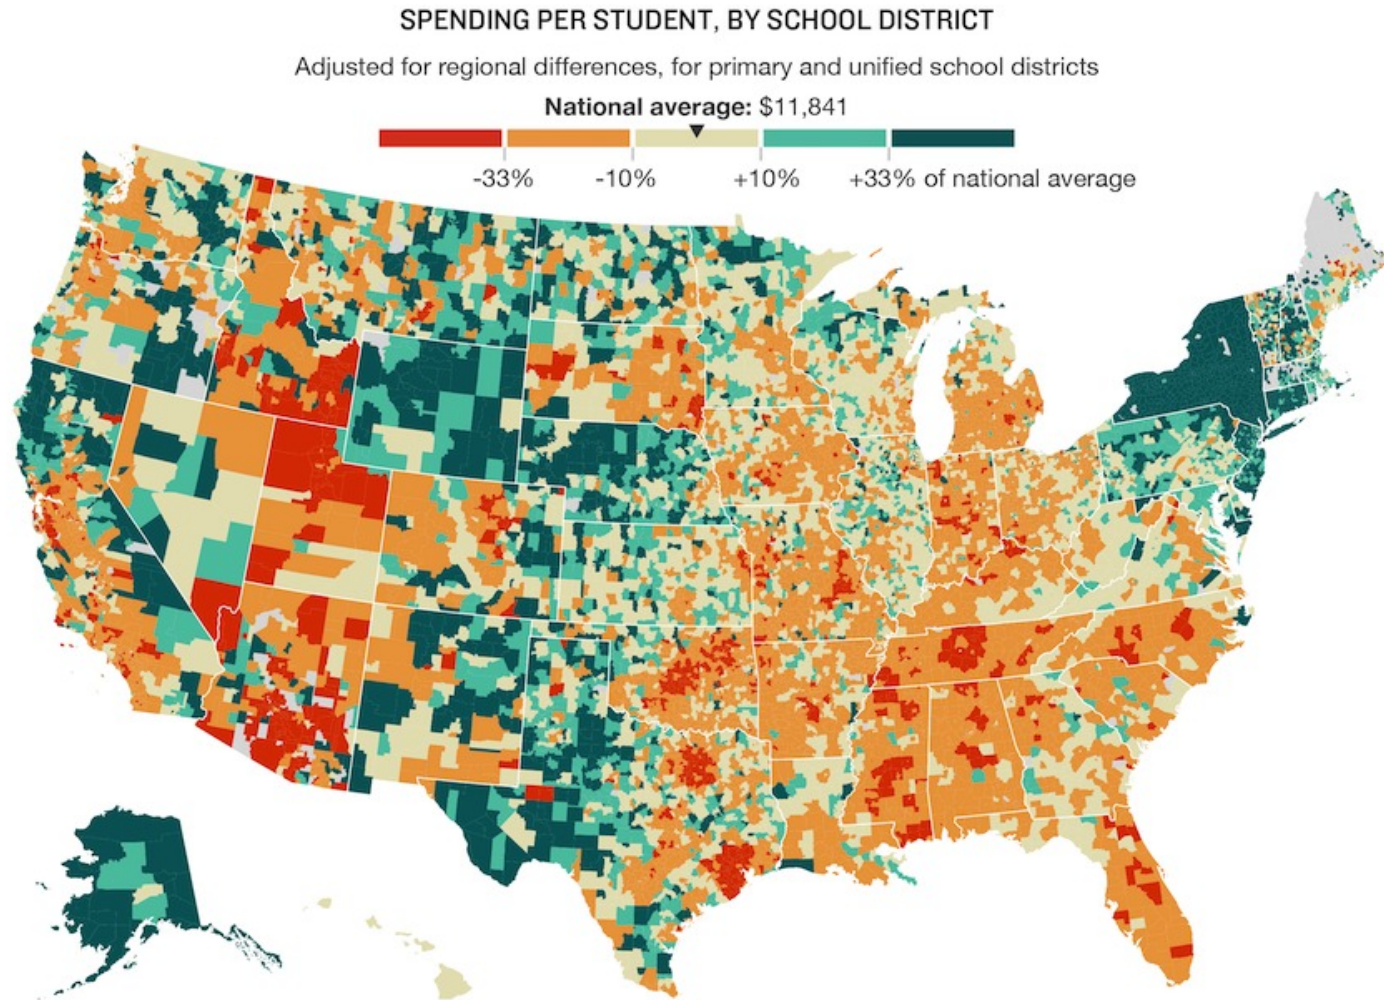 SPENDING PER STUDENT, BY SCHOOL DISTRICT
Adjusted for regional differences, for primary and unified school districts
National average: $11,841
-33% -10% +10% +33% of national average